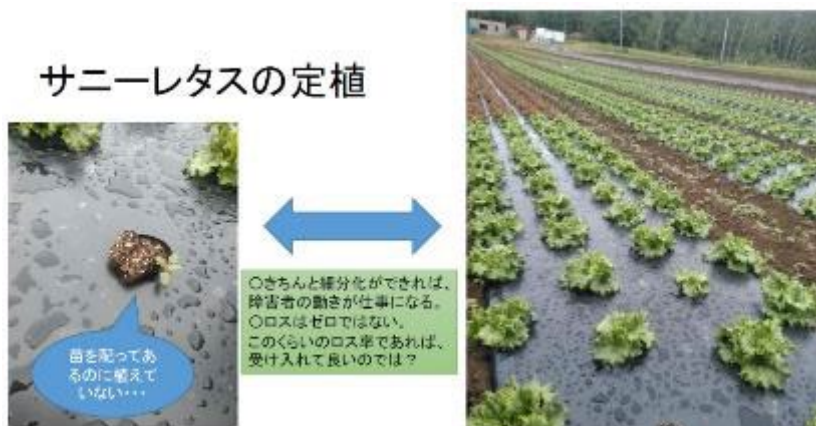 サニーレタスの定植
苗を配ってあ
るのに植えて
いない・・・
○きちんと細分化ができれば、
障害者の働きが仕事になる。
○ロスはゼロではない。
このくらいのロス率であれば、
受け入れて良いのでは？